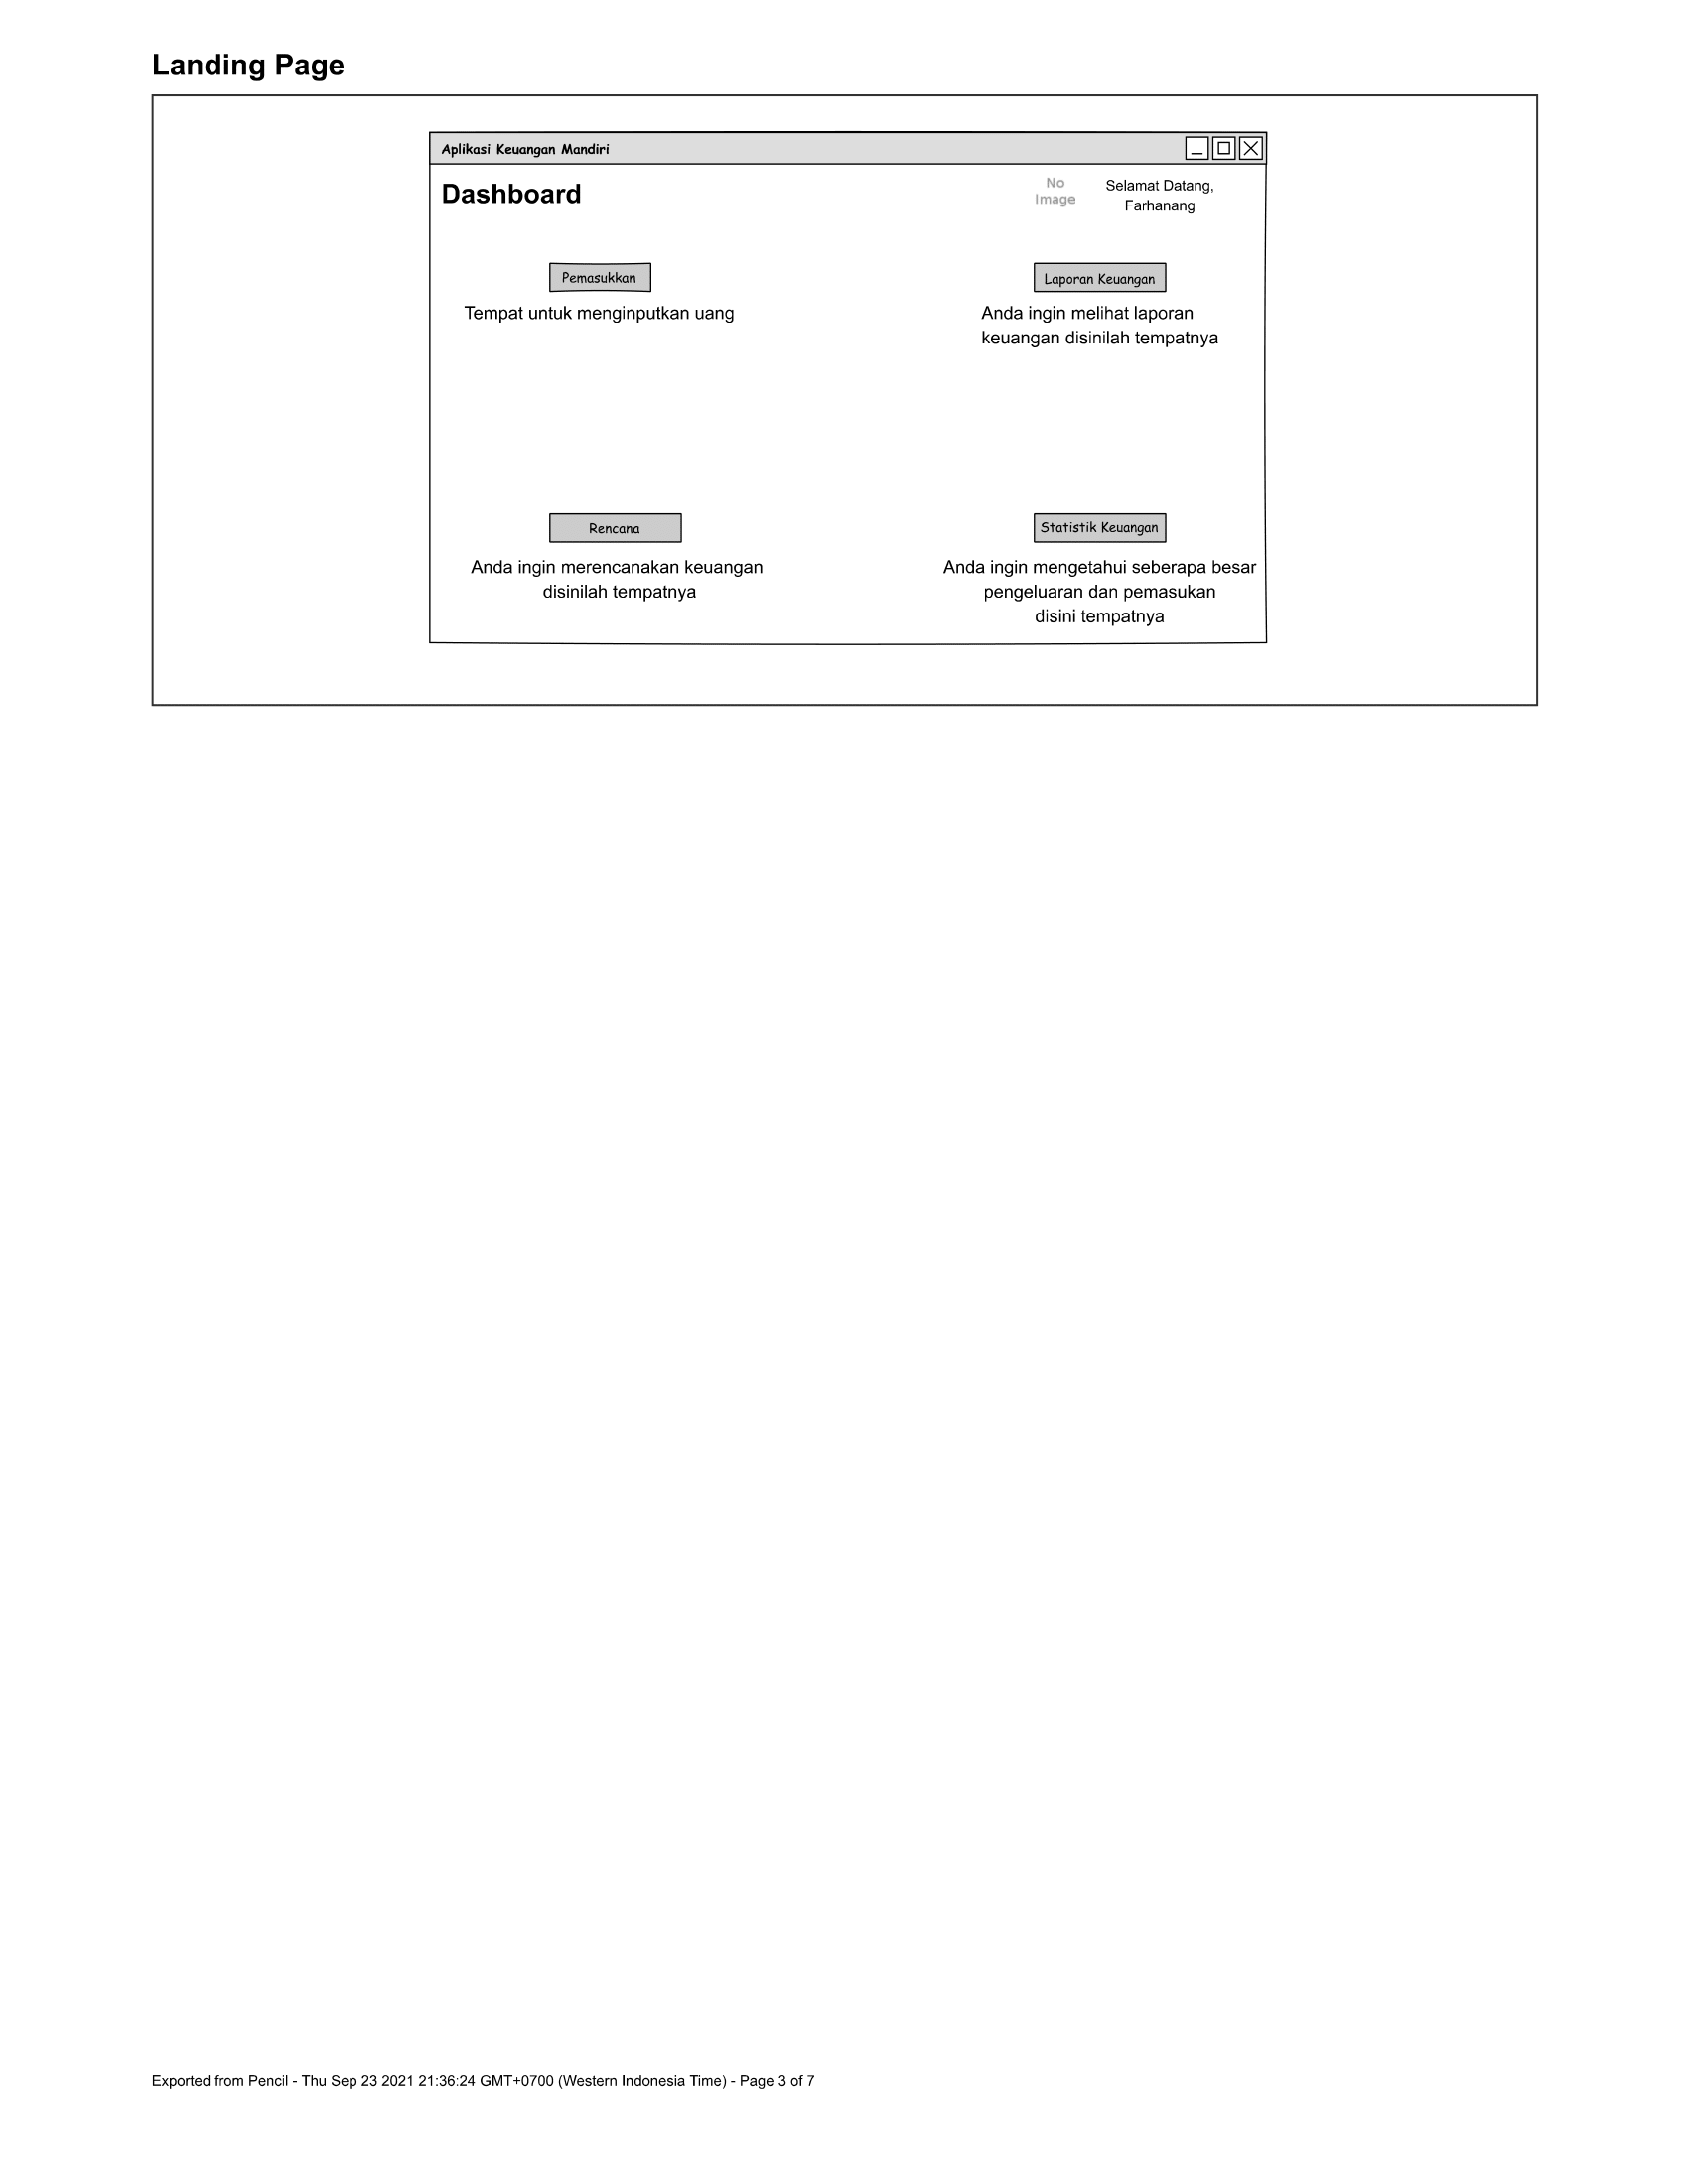 Landing Page
Aplikasi Keuangan Mandiri
Dashboard
No
Image
Selamat Datang,
Farhanang
Pemasukkan
Tempat untuk menginputkan uang
Laporan Keuangan
Anda ingin melihat laporan
keuangan disinilah tempatnya
Rencana
Anda ingin merencanakan keuangan
disinilah tempatnya
Statistik Keuangan
Anda ingin mengetahui seberapa besar
pengeluaran dan pemasukan
disini tempatnya
Exported from Pencil - Thu Sep 23 2021 21:36:24 GMT+0700 (Western Indonesia Time) - Page 3 of 7